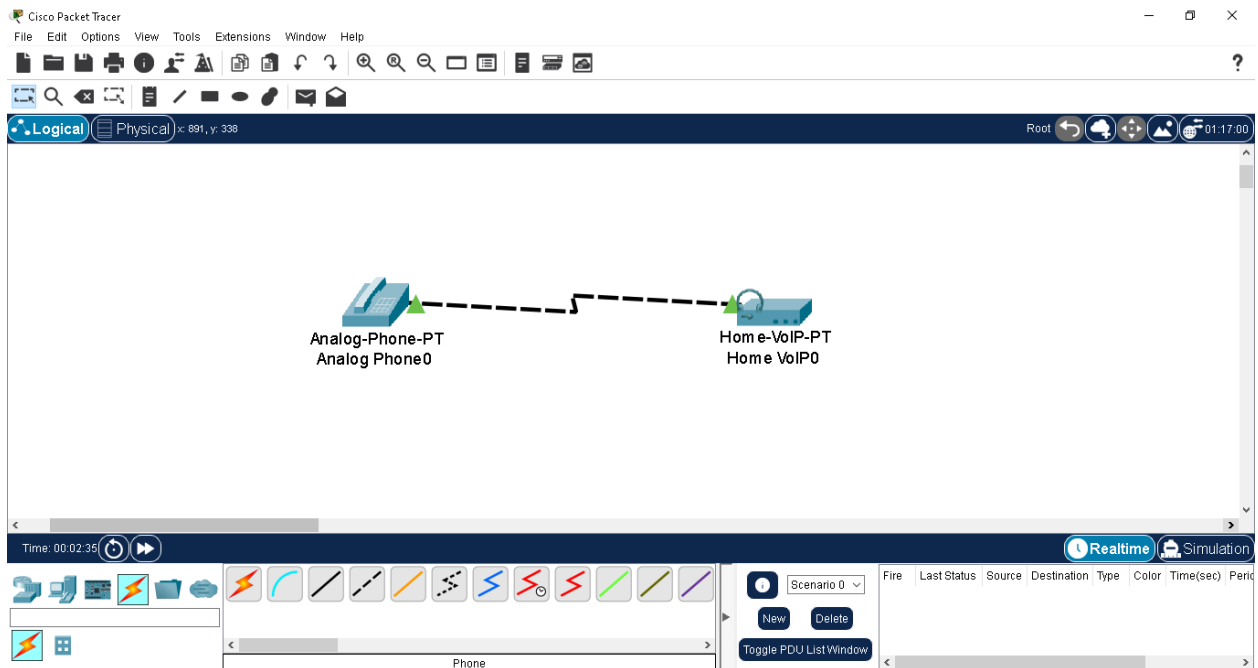 Cisco Packet Tracer
File Edit Options View Tools Extensions Window Help
?
Logical Physical x: 891, y: 338 Root 01:17:00
Analog-Phone-PT
Analog Phone0
Home-VoIP-PT
Home VoIP0
Time: 00:02:35 Realtime Simulation
Scenario 0
New Delete
Toggle PDU List Window
Fire Last Status Source Destination Type Color Time(sec) Peric
Phone